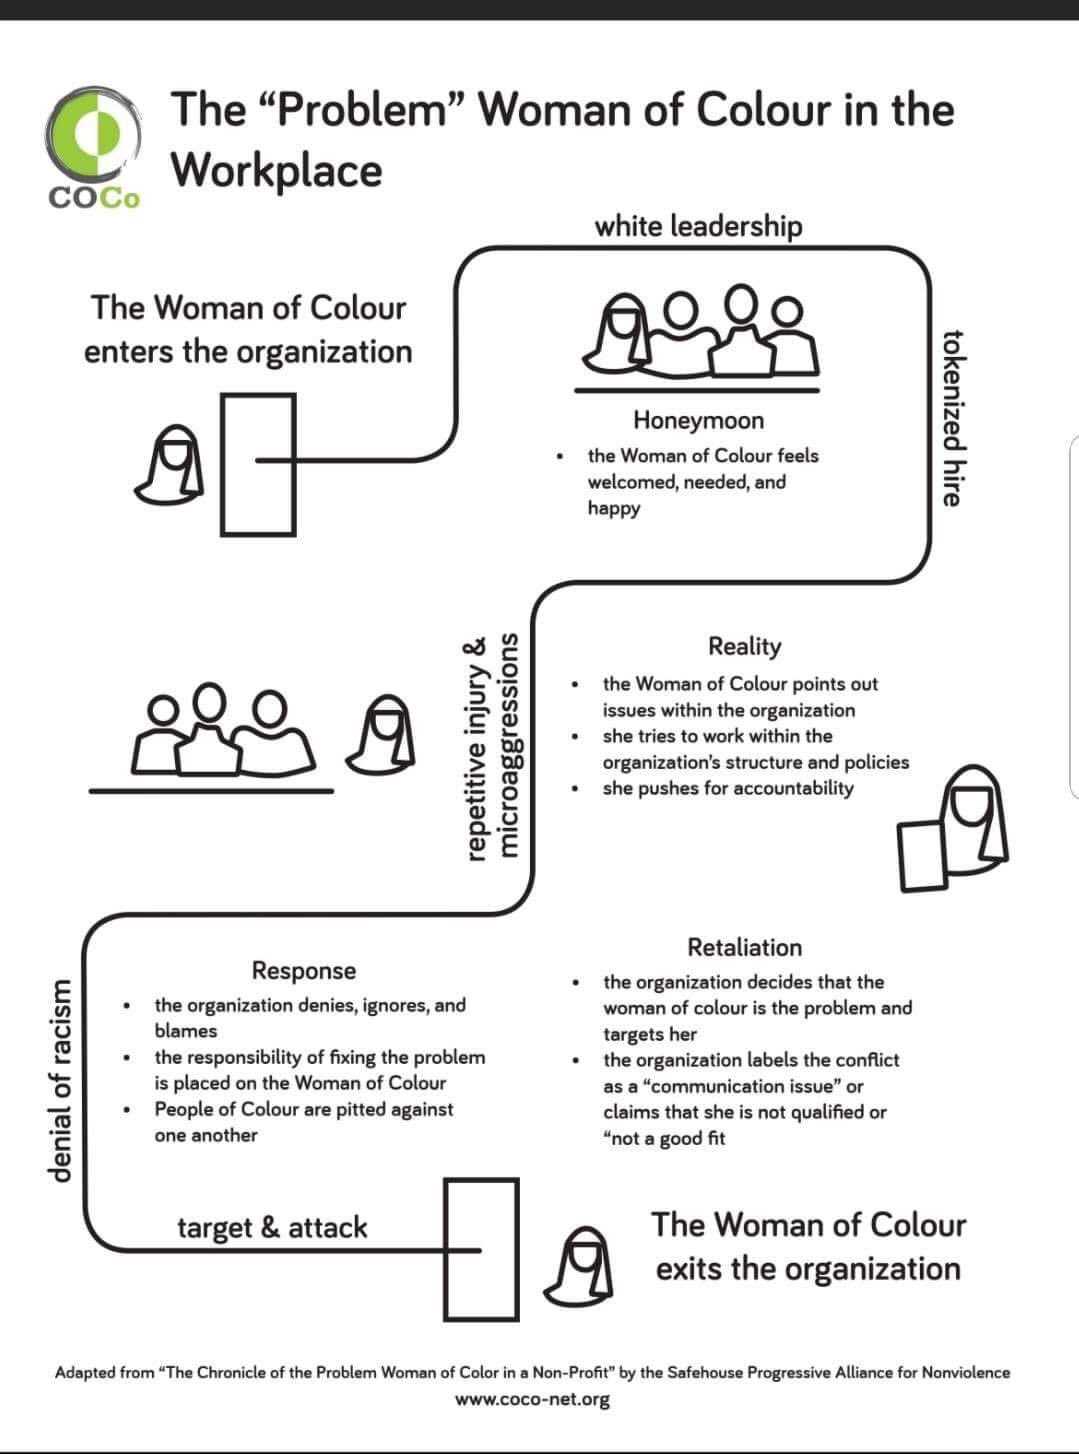 The “Problem” Woman of Colour in the
Workplace
COCo
white leadership
The Woman of Colour
enters the organization
tokenized hire
Honeymoon
• the Woman of Colour feels
welcomed, needed, and
happy
repetitive injury &
microaggressions
Reality
• the Woman of Colour points out
issues within the organization
• she tries to work within the
organization’s structure and policies
• she pushes for accountability
denial of racism
Response
• the organization denies, ignores, and
blames
• the responsibility of fixing the problem
is placed on the Woman of Colour
• People of Colour are pitted against
one another
Retaliation
• the organization decides that the
woman of colour is the problem and
targets her
• the organization labels the conflict
as a “communication issue” or
claims that she is not qualified or
“not a good fit
target & attack
The Woman of Colour
exits the organization
Adapted from “The Chronicle of the Problem Woman of Color in a Non-Profit” by the Safehouse Progressive Alliance for Nonviolence
www.coco-net.org